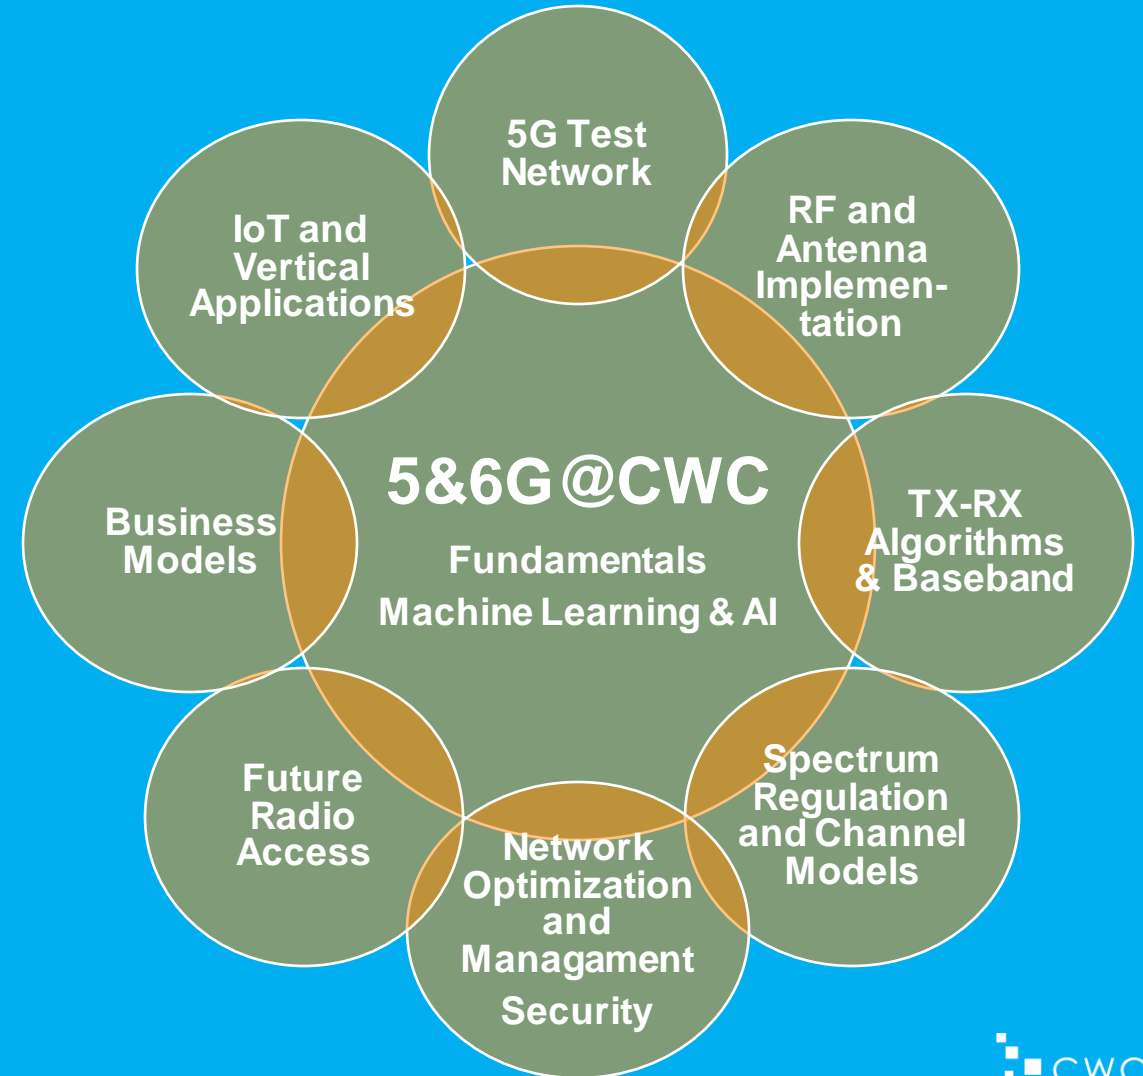 5G Test
Network
RF and
Antenna
Implemen-
tation
IoT and
Vertical
Applications
5&6G@CWC
Fundamentals
Machine Learning & AI
TX-RX
Algorithms
& Baseband
Business
Models
Spectrum
Regulation
and Channel
Models
Future
Radio
Access
Network
Optimization
and
Managament
Security
CWC